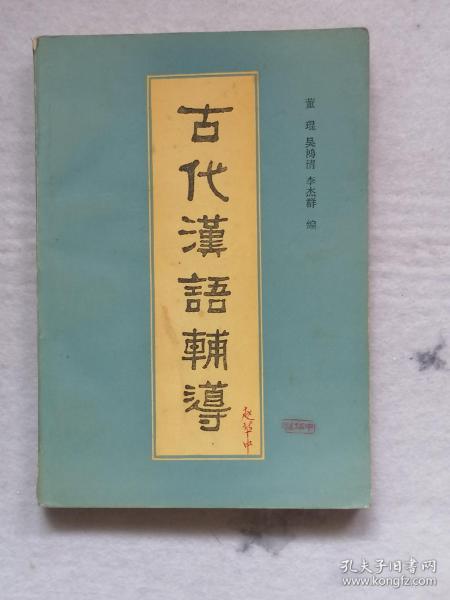 古代漢語輔導
董琨 吴鸿清 李杰群 编
孔夫子旧书网
www.kongfz.com